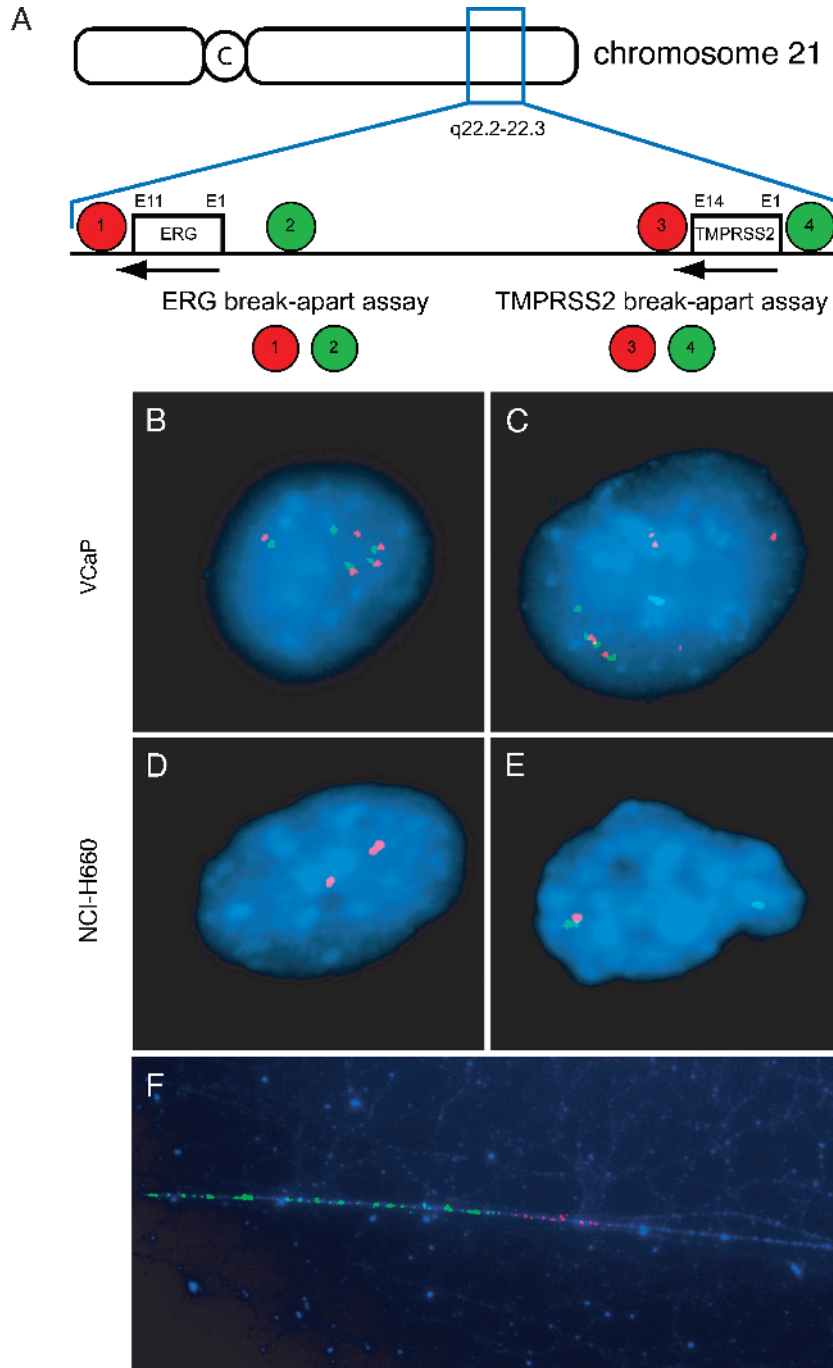 A
C
chromosome 21
q22.2-22.3
E11 E1 E14 E1
1 ERG 2 3 TMPRSS2 4
ERG break-apart assay TMPRSS2 break-apart assay
1 2 3 4
B C
VCaP
D E
NCI-H660
F